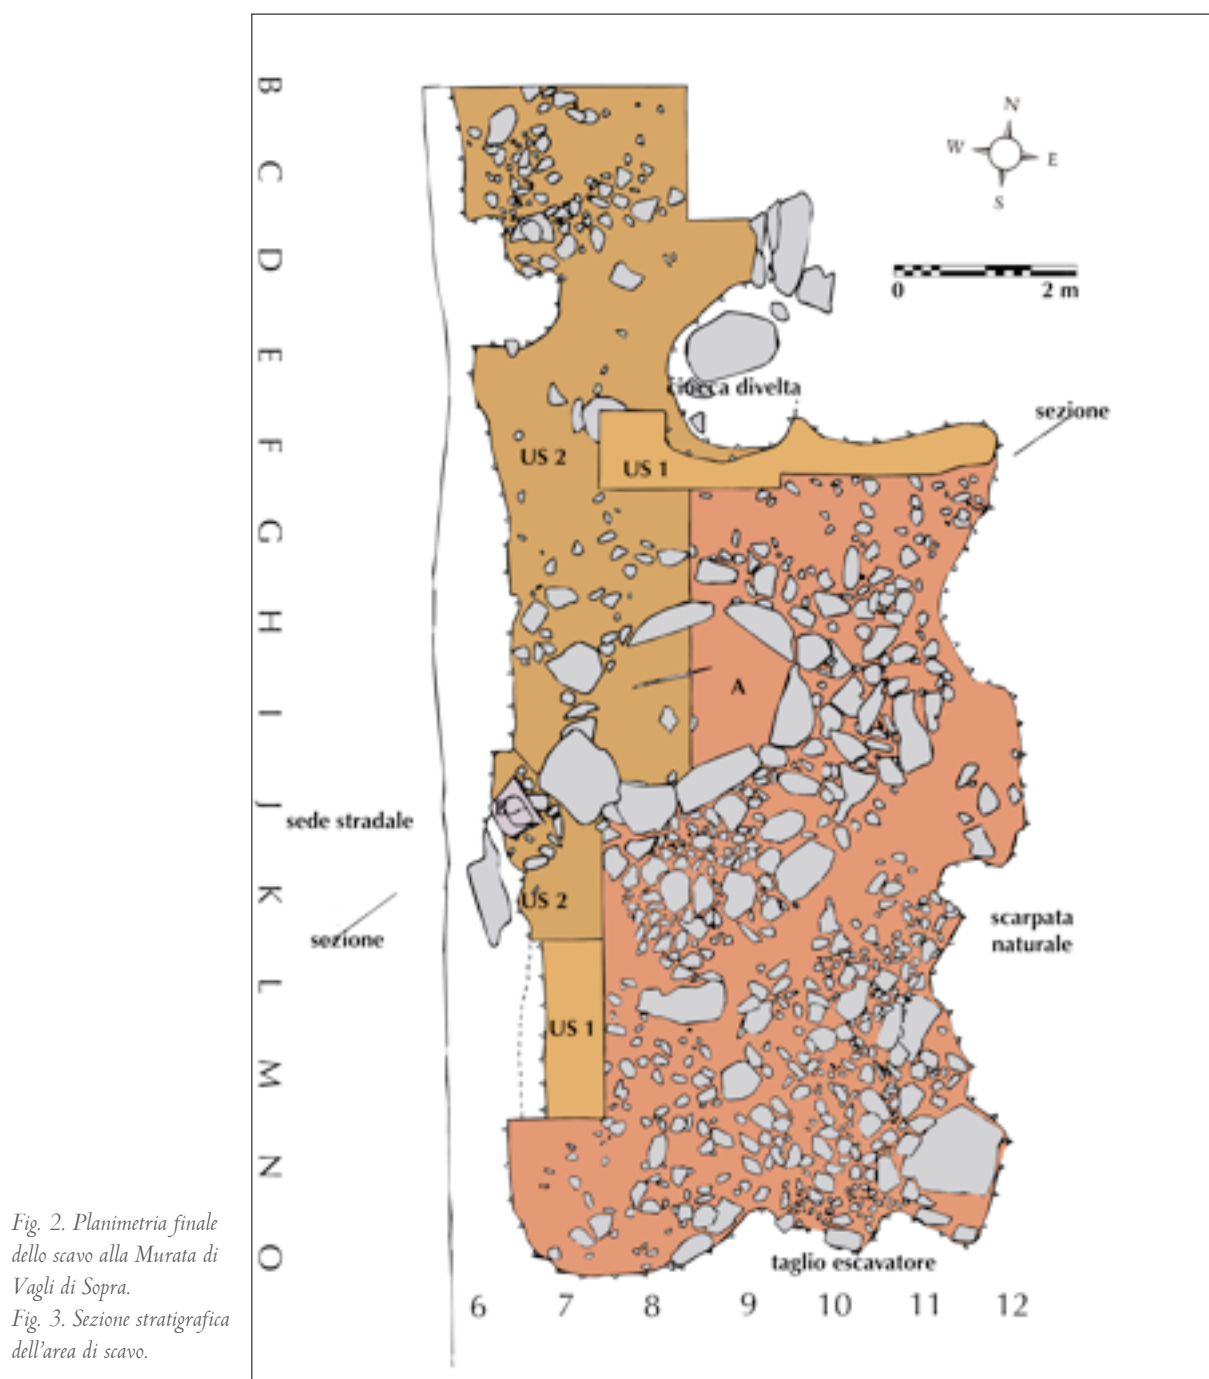 B
C
D
E
F
G
H
I
J
K
L
M
N
O
N
W
E
S
0
2 m
ciocca divelta
sezione
US 2
US 1
A
sede stradale
US 2
sezione
scarpata
naturale
US 1
taglio escavatore
6 7 8 9 10 11 12
Fig. 2. Planimetria finale
dello scavo alla Murata di
Vagli di Sopra.
Fig. 3. Sezione stratigrafica
dell'area di scavo.